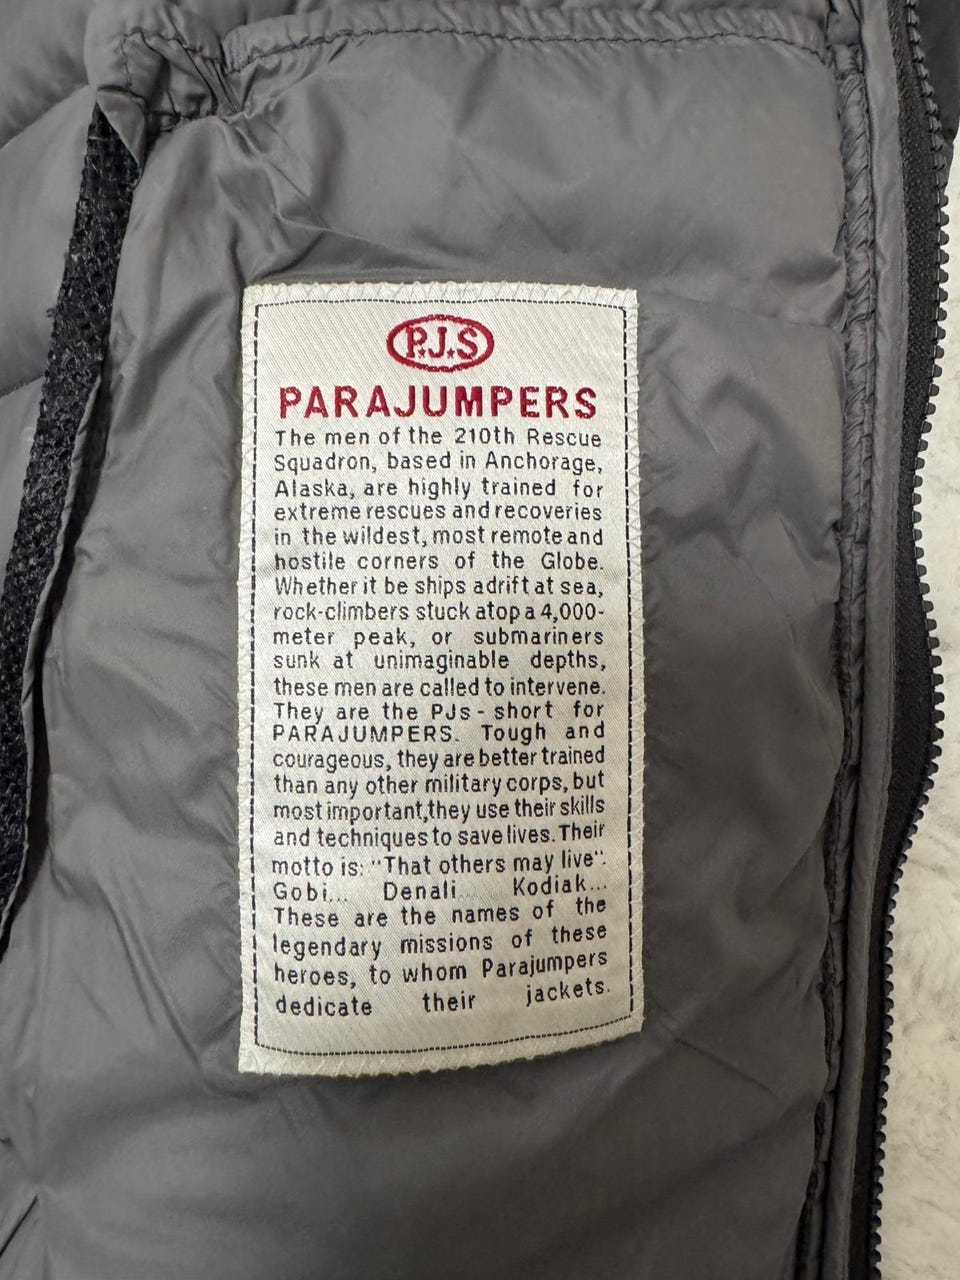 P.J.S
PARAJUMPERS
The men of the 210th Rescue
Squadron, based in Anchorage,
Alaska, are highly trained for
extreme rescues and recoveries
in the wildest, most remote and
hostile corners of the Globe.
Whether it be ships adrift at sea,
rock-climbers stuck atop a 4,000-
meter peak, or submariners
sunk at unimaginable depths,
these men are called to intervene.
They are the PJs - short for
PARAJUMPERS. Tough and
courageous, they are better trained
than any other military corps, but
most important,they use their skills
and techniques to save lives. Their
motto is: "That others may live".
Gobi... Denali... Kodiak...
These are the names of the
legendary missions of these
heroes, to whom Parajumpers
dedicate their jackets.